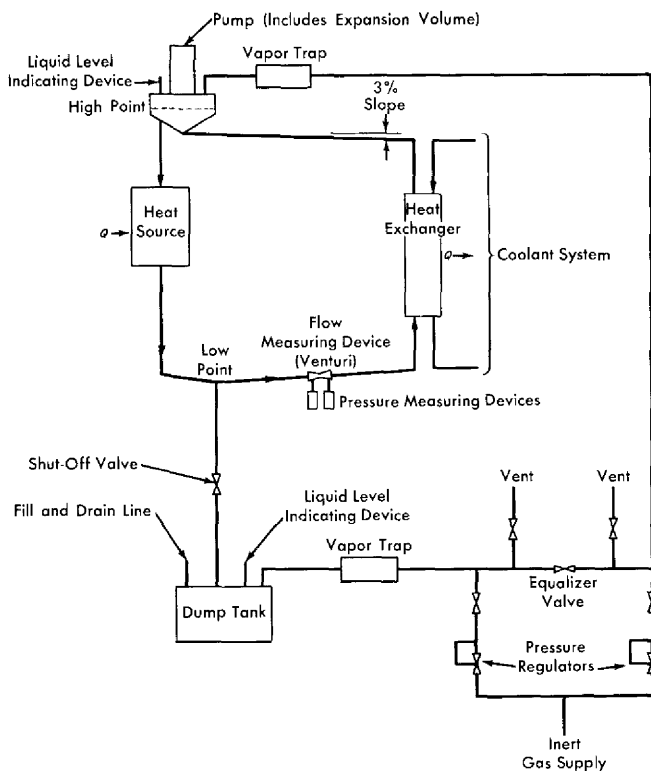 Pump (Includes Expansion Volume)
Liquid Level
Indicating Device
Vapor Trap
High Point
3%
Slope
Heat
Source
Q
Heat
Exchanger
Q
Coolant System
Flow
Measuring Device
(Venturi)
Low
Point
Pressure Measuring Devices
Shut-Off Valve
Fill and Drain Line
Liquid Level
Indicating Device
Vent
Vent
Vapor Trap
Equalizer
Valve
Dump Tank
Pressure
Regulators
Inert
Gas Supply